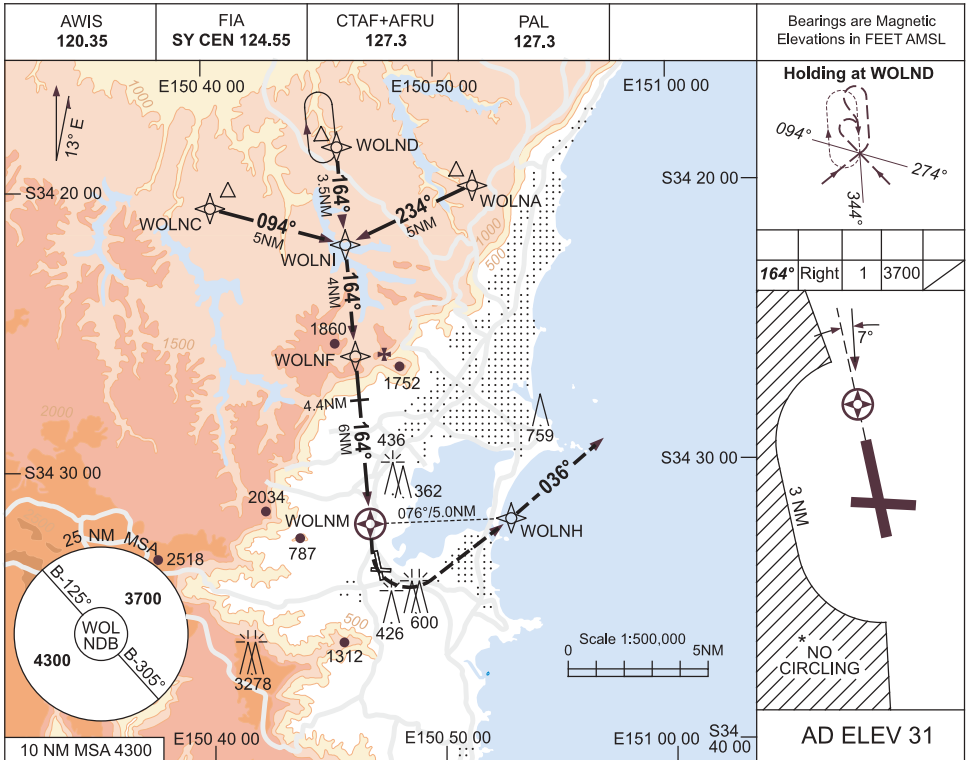 AWIS
120.35
FIA
SY CEN 124.55
CTAF+AFRU
127.3
PAL
127.3
Bearings are Magnetic
Elevations in FEET AMSL
E150 40 00
E150 50 00
E151 00 00
1000
13° E
WOLND
S34 20 00
S34 20 00
WOLNA
WOLNC
164°
3.5NM
234°
5NM
094°
5NM
WOLNI
1000
500
164°
4NM
1500
1860
WOLNF
1752
4.4NM
164°
6NM
2000
436
362
759
S34 30 00
S34 30 00
036°
2034
WOLNM
076°/5.0NM
WOLNH
787
25 NM MSA
2518
B-125°
3700
WOL
NDB
4300
B-305°
426
600
500
1312
3278
Scale 1:500,000
0
5NM
10 NM MSA 4300
E150 40 00
E150 50 00
E151 00 00
S34
40 00
Holding at WOLND
094°
274°
344°
164°
Right
1
3700
7°
3 NM
*NO
CIRCLING
AD ELEV 31